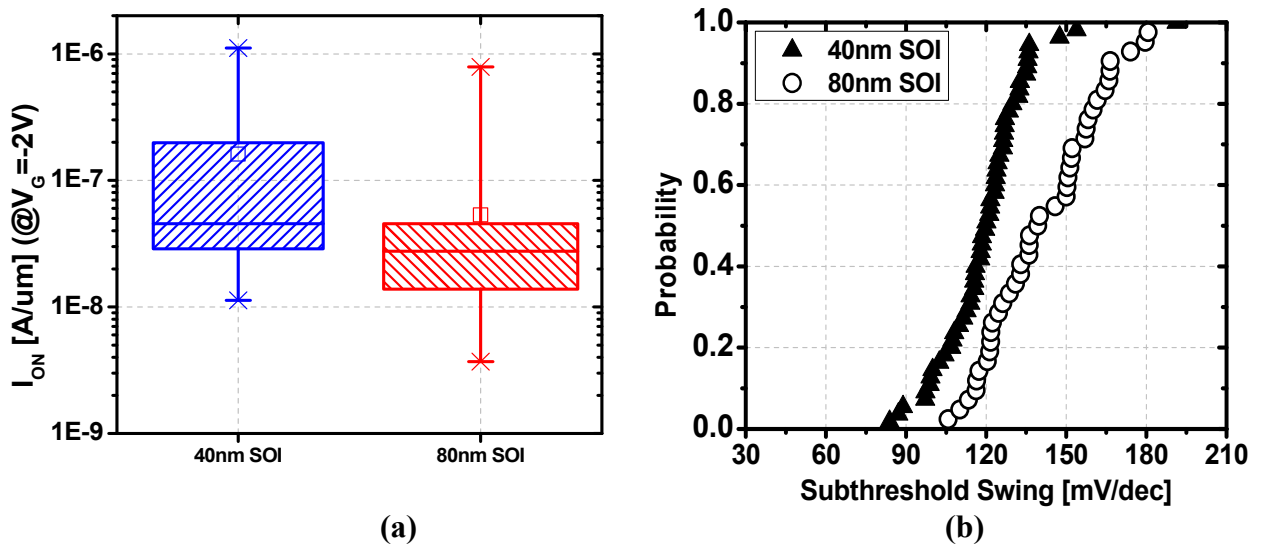 I_ON [A/um] (@V_G=-2V)
1E-6
1E-7
1E-8
1E-9
40nm SOI
80nm SOI
(a)
Probability
1.0
0.8
0.6
0.4
0.2
0.0
40nm SOI
80nm SOI
30 60 90 120 150 180 210
Subthreshold Swing [mV/dec]
(b)